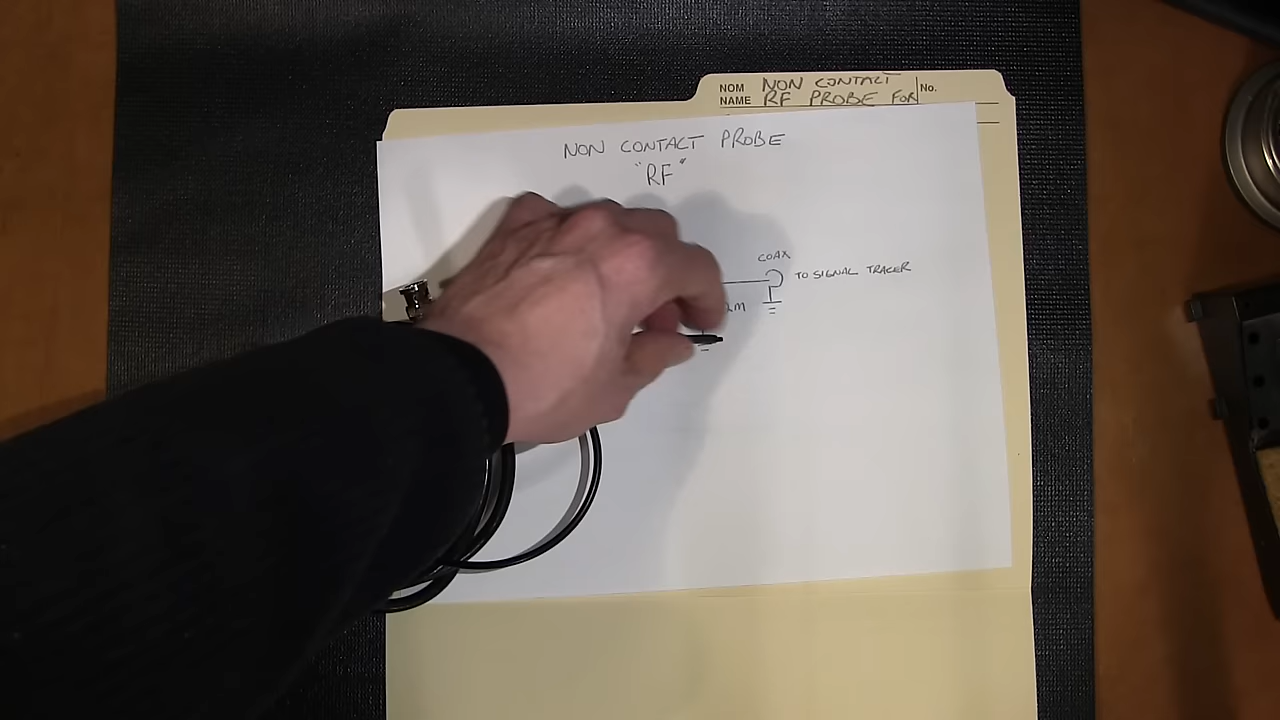 NOM NON CONTACT No.
NAME RF PROBE FOR
NON CONTACT PROBE
"RF"
COAX
TO SIGNAL TRACER